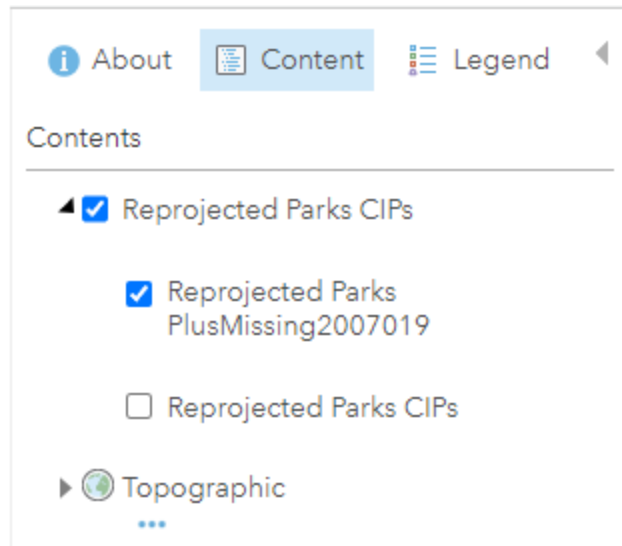 About Content Legend
Contents
Reprojected Parks CIPs
Reprojected Parks
PlusMissing2007019
Reprojected Parks CIPs
Topographic